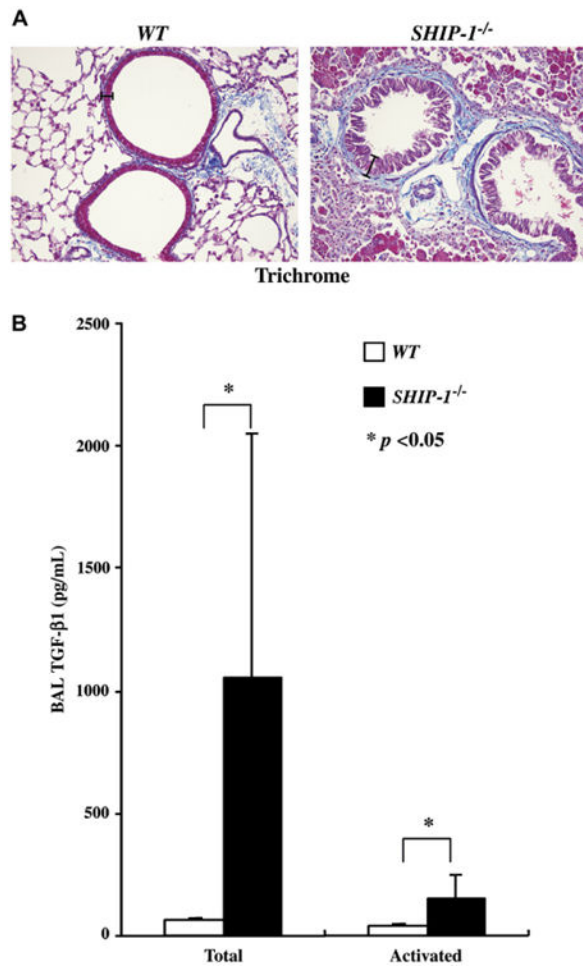 A
WT
SHIP-1-/-
Trichrome
B
2500
2000
1500
1000
500
0
BAL TGF-β1 (pg/mL)
*
*
WT
SHIP-1-/-
* p <0.05
Total
Activated